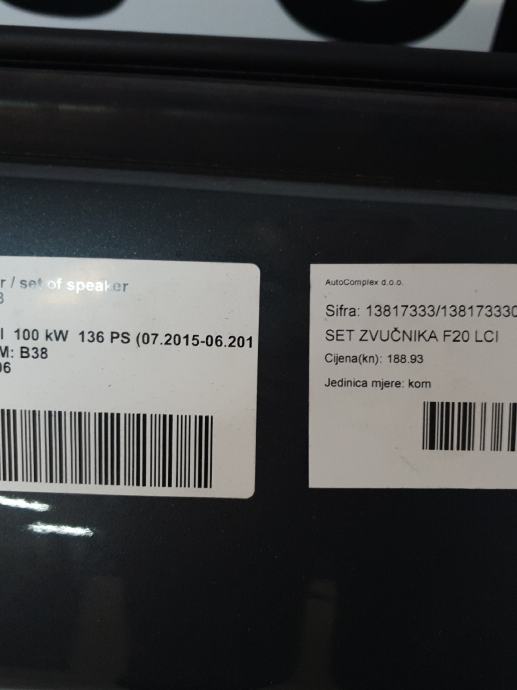 r / set of speaker
3
I 100 kW 136 PS (07.2015-06.201
M: B38
06
AutoComplex d.o.o.
Šifra: 13817333/138173330
SET ZVUČNIKA F20 LCI
Cijena(kn): 188.93
Jedinica mjere: kom